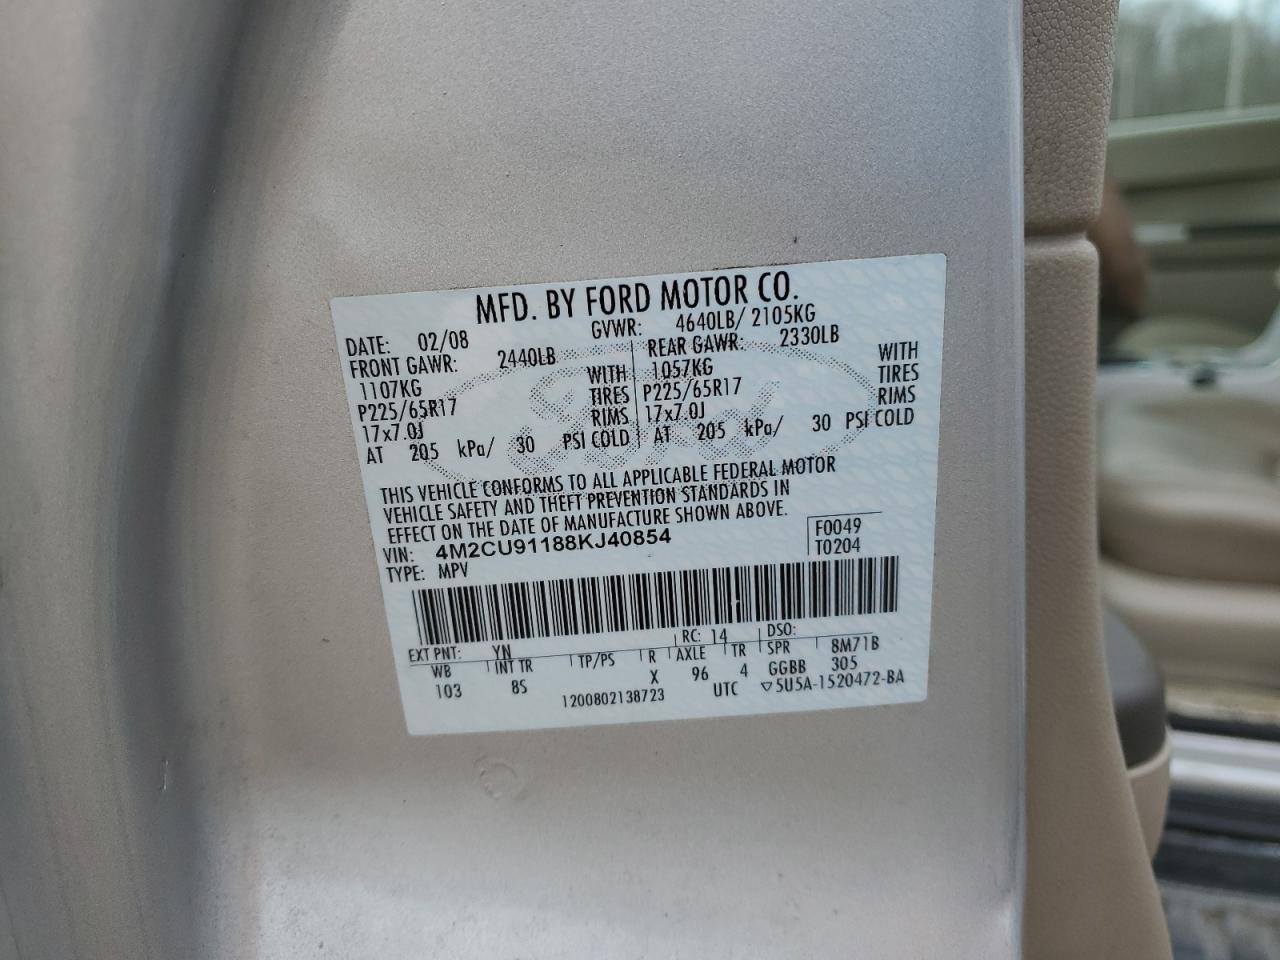 MFD. BY FORD MOTOR CO.
DATE: 02/08 GVWR: 4640LB/ 2105KG
FRONT GAWR: 2440LB REAR GAWR: 2330LB
1107KG WITH 1057KG WITH
P225/65R17 TIRES P225/65R17 TIRES
17x7.0J RIMS 17x7.0J RIMS
AT 205 kPa/ 30 PSI COLD AT 205 kPa/ 30 PSI COLD
Ford
THIS VEHICLE CONFORMS TO ALL APPLICABLE FEDERAL MOTOR
VEHICLE SAFETY AND THEFT PREVENTION STANDARDS IN
EFFECT ON THE DATE OF MANUFACTURE SHOWN ABOVE.
VIN: 4M2CU91188KJ40854 F0049
TYPE: MPV T0204
EXT PNT: YN RC: 14 DSO:
WB INT TR TP/PS R AXLE TR SPR 8M71B
103 8S X 96 4 GGBB 305
1200802138723 UTC ▽5U5A-1520472-BA